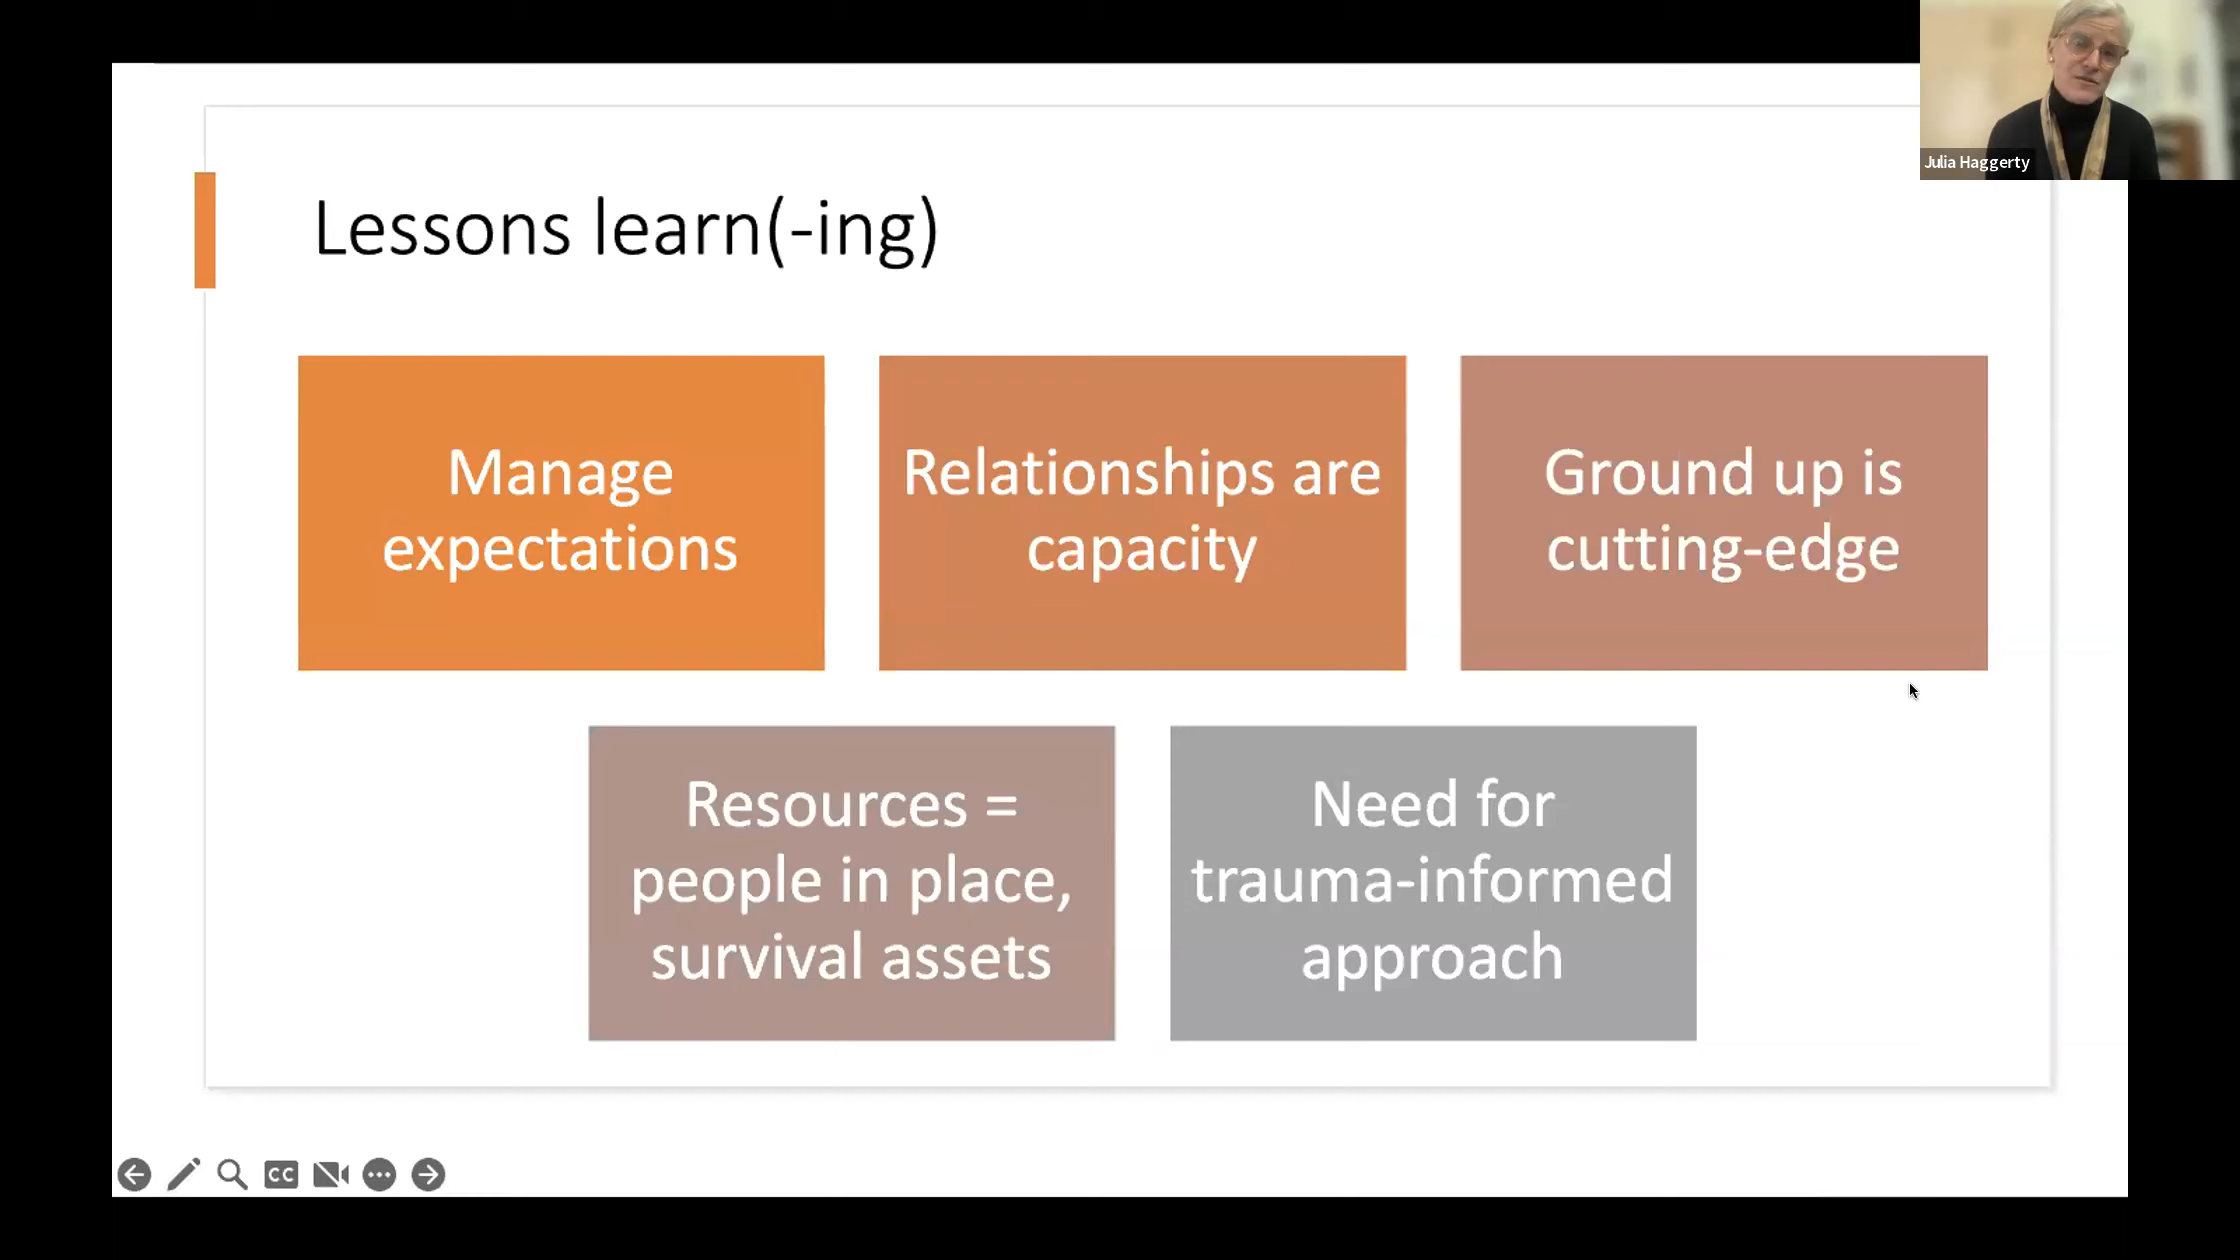 Julia Haggerty
Lessons learn(-ing)
Manage
expectations
Relationships are
capacity
Ground up is
cutting-edge
Resources =
people in place,
survival assets
Need for
trauma-informed
approach
CC